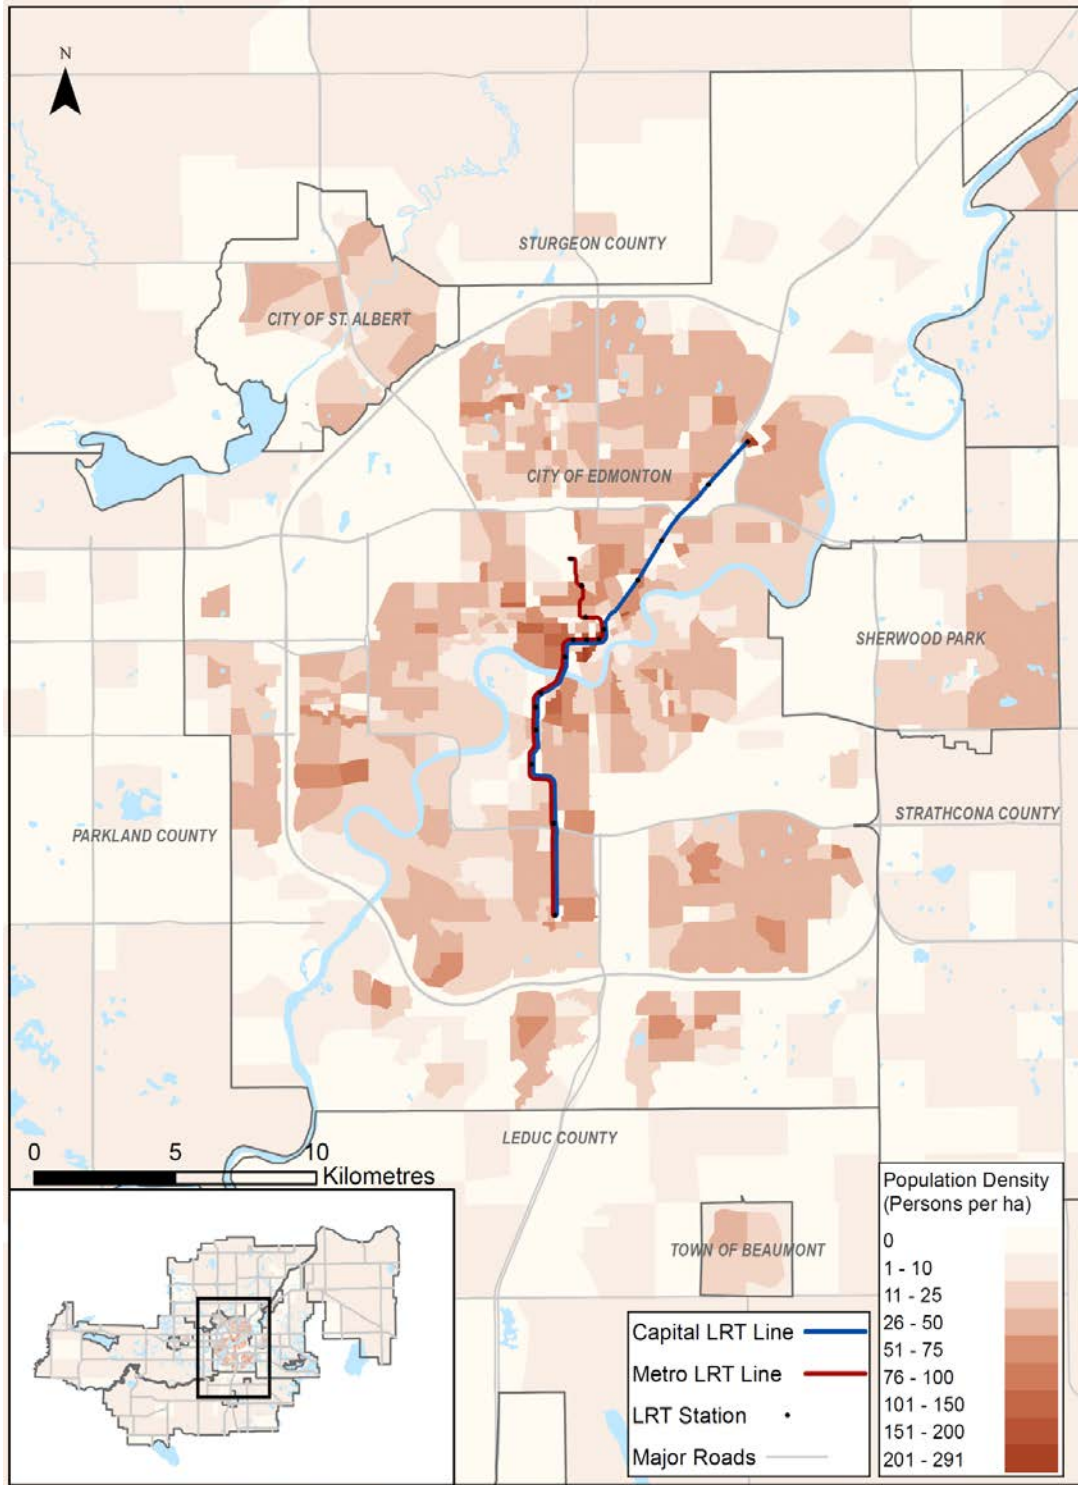 N
STURGEON COUNTY
CITY OF ST. ALBERT
CITY OF EDMONTON
SHERWOOD PARK
STRATHCONA COUNTY
PARKLAND COUNTY
LEDUC COUNTY
TOWN OF BEAUMONT
0 5 10
Kilometres
Population Density
(Persons per ha)
0
1 - 10
11 - 25
26 - 50
51 - 75
76 - 100
101 - 150
151 - 200
201 - 291
Capital LRT Line
Metro LRT Line
LRT Station
Major Roads